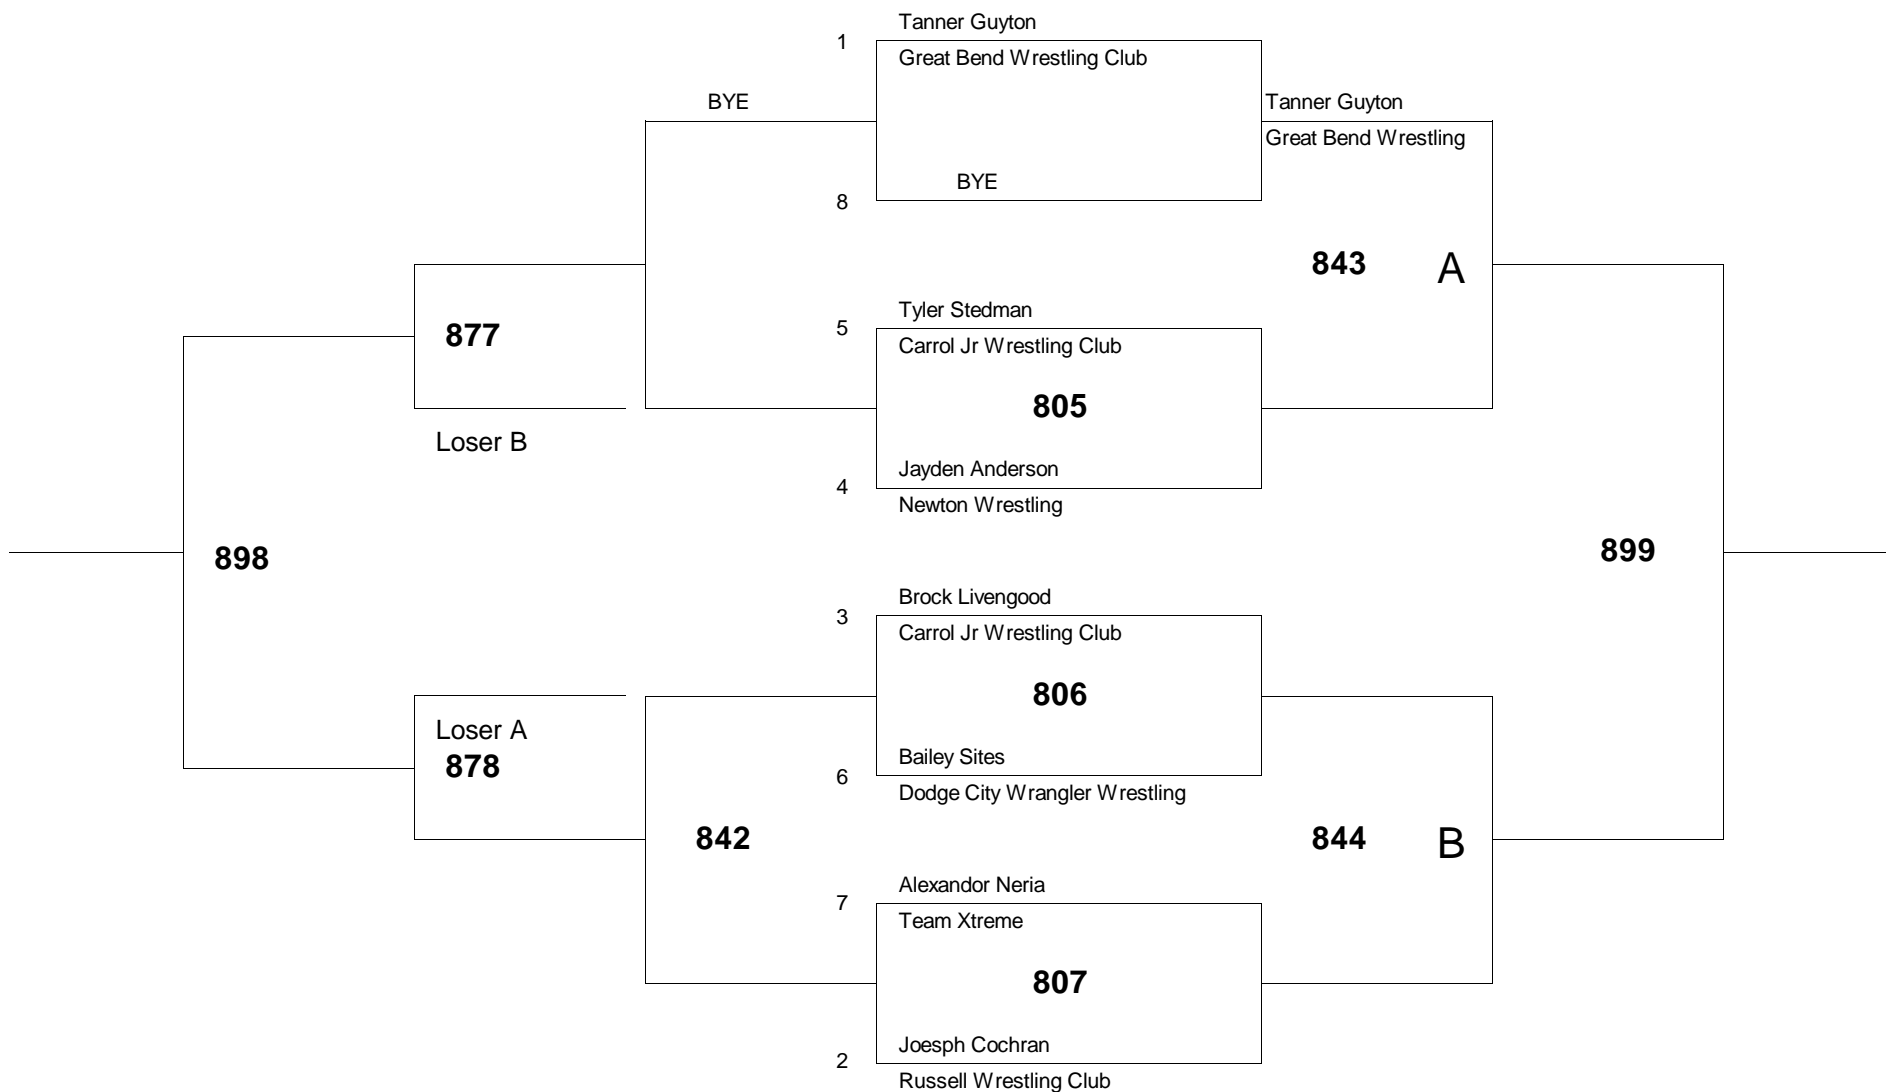 Tanner Guyton
1
Great Bend Wrestling Club
BYE
Tanner Guyton
Great Bend Wrestling
BYE
8
843
A
Tyler Stedman
5
Carrol Jr Wrestling Club
877
805
Loser B
Jayden Anderson
4
Newton Wrestling
898
899
Brock Livengood
3
Carrol Jr Wrestling Club
806
Loser A
878
Bailey Sites
6
Dodge City Wrangler Wrestling
842
844
B
Alexandor Neria
7
Team Xtreme
807
Joesph Cochran
2
Russell Wrestling Club